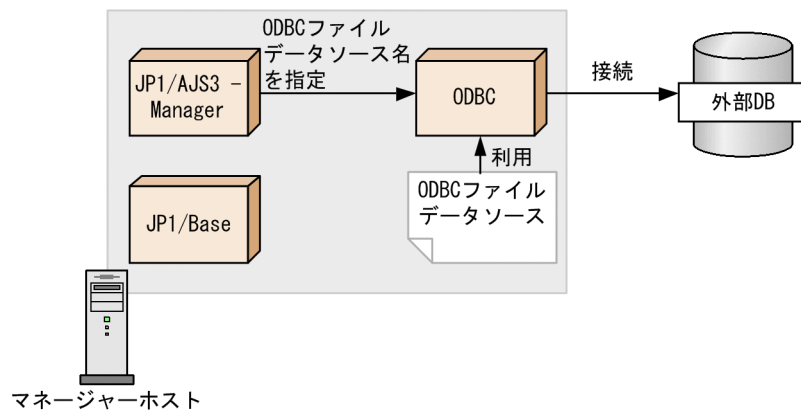 ODBCファイル
データソース名
を指定
JP1/AJS3 −
Manager
ODBC
接続
外部DB
利用
ODBCファイル
データソース
JP1/Base
マネージャーホスト